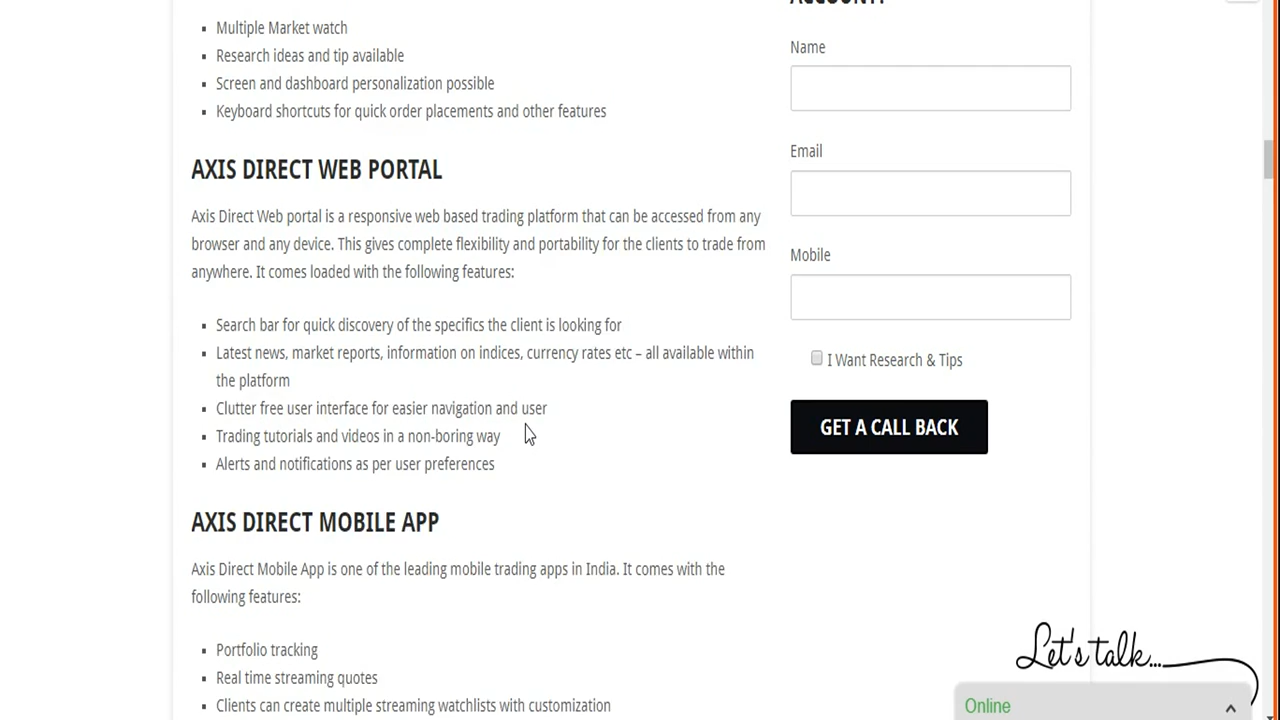 Multiple Market watch
Research ideas and tip available
Screen and dashboard personalization possible
Keyboard shortcuts for quick order placements and other features
AXIS DIRECT WEB PORTAL
Axis Direct Web portal is a responsive web based trading platform that can be accessed from any
browser and any device. This gives complete flexibility and portability for the clients to trade from
anywhere. It comes loaded with the following features:
Search bar for quick discovery of the specifics the client is looking for
Latest news, market reports, information on indices, currency rates etc – all available within
the platform
Clutter free user interface for easier navigation and user
Trading tutorials and videos in a non-boring way
Alerts and notifications as per user preferences
AXIS DIRECT MOBILE APP
Axis Direct Mobile App is one of the leading mobile trading apps in India. It comes with the
following features:
Portfolio tracking
Real time streaming quotes
Clients can create multiple streaming watchlists with customization
Name
Email
Mobile
I Want Research & Tips
GET A CALL BACK
Let's talk...
Online